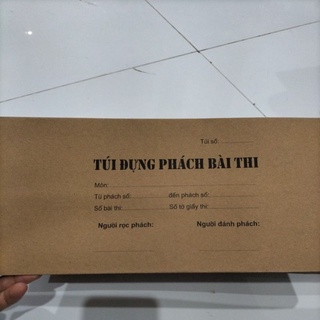 Túi số:....................
TÚI ĐỰNG PHÁCH BÀI THI
Môn:................................................
Từ phách số:.................... đến phách số:....................
Số bài thi:.................... Số tờ giấy thi:....................
Người rọc phách: Người đánh phách: